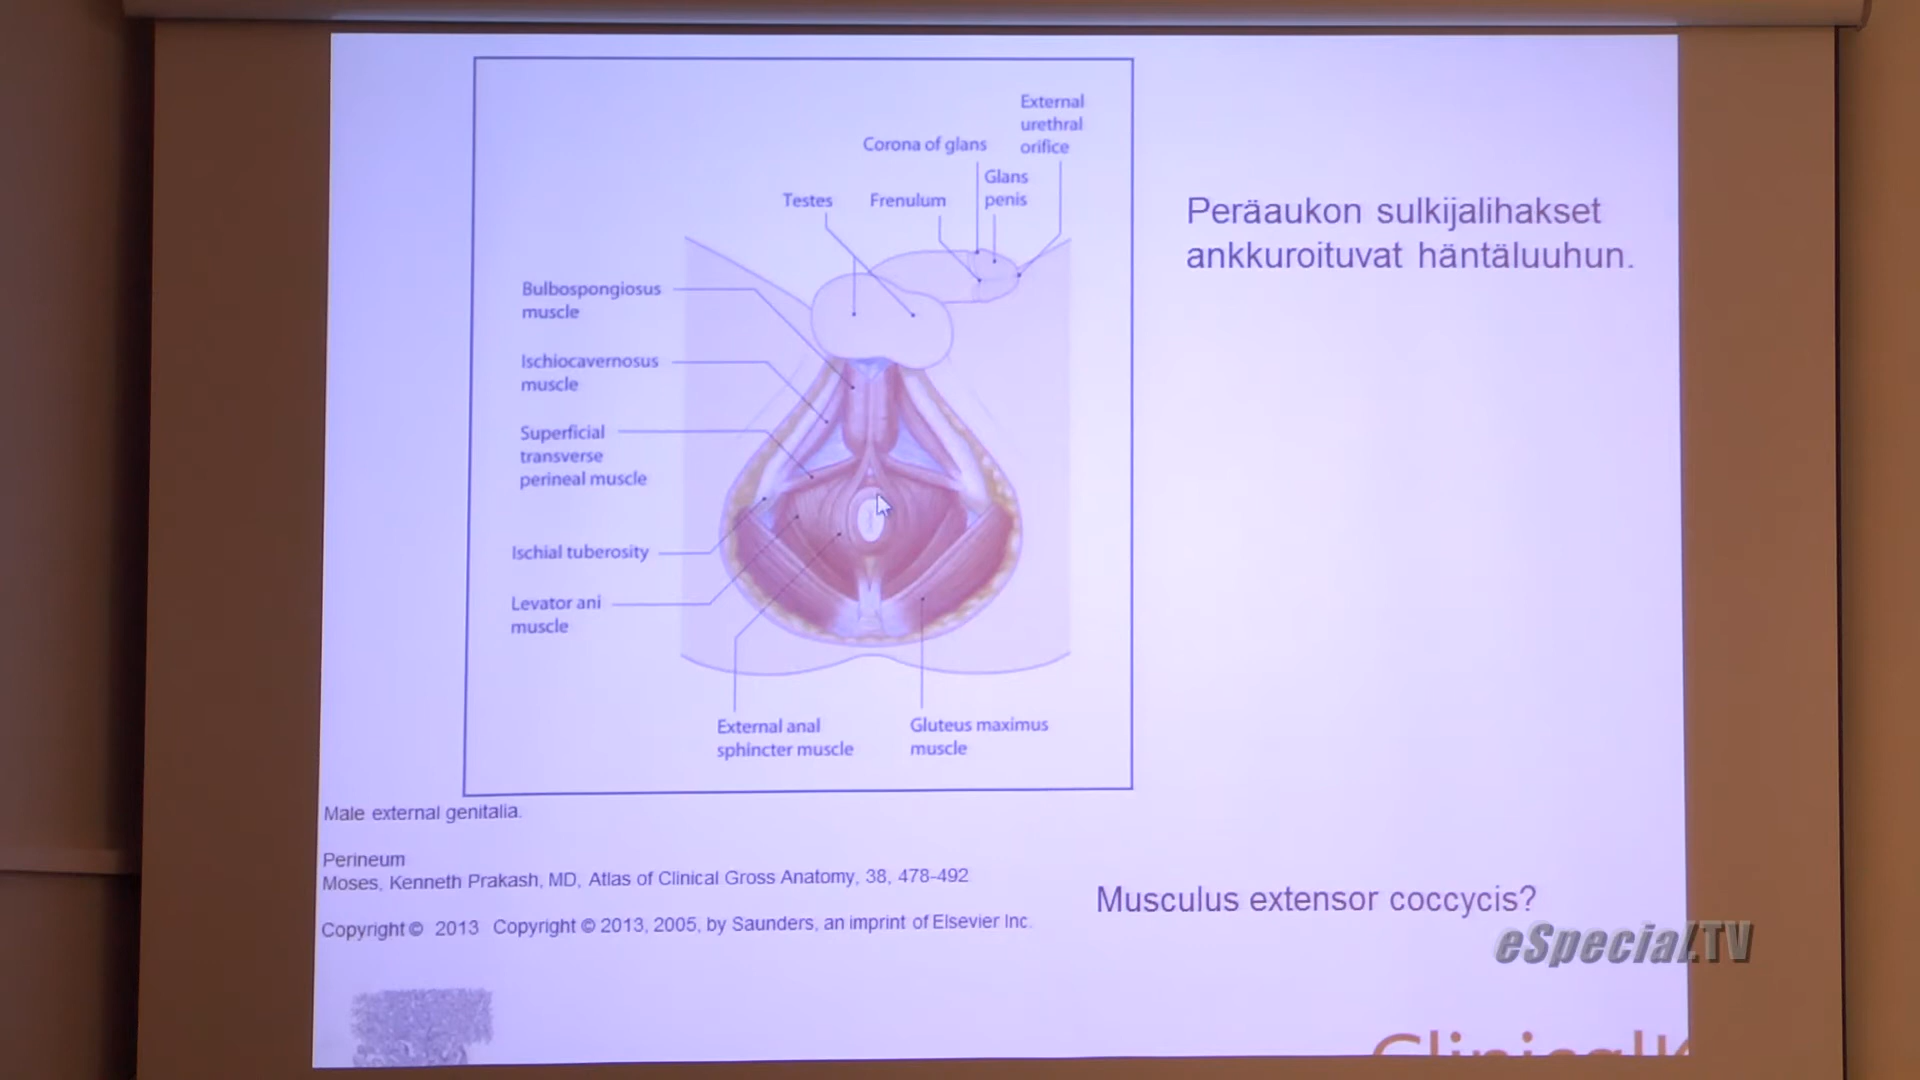 External
urethral
orifice
Corona of glans
Glans
penis
Testes
Frenulum
Bulbospongiosus
muscle
Ischiocavernosus
muscle
Superficial
transverse
perineal muscle
Ischial tuberosity
Levator ani
muscle
External anal
sphincter muscle
Gluteus maximus
muscle
Peräaukon sulkijalihakset
ankkuroituvat häntäluuhun.
Male external genitalia.
Perineum
Moses, Kenneth Prakash, MD, Atlas of Clinical Gross Anatomy, 38, 478-492
Copyright © 2013 Copyright © 2013, 2005, by Saunders, an imprint of Elsevier Inc.
Musculus extensor coccycis?
eSpecial.TV